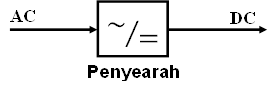 AC DC
~/=
Penyearah